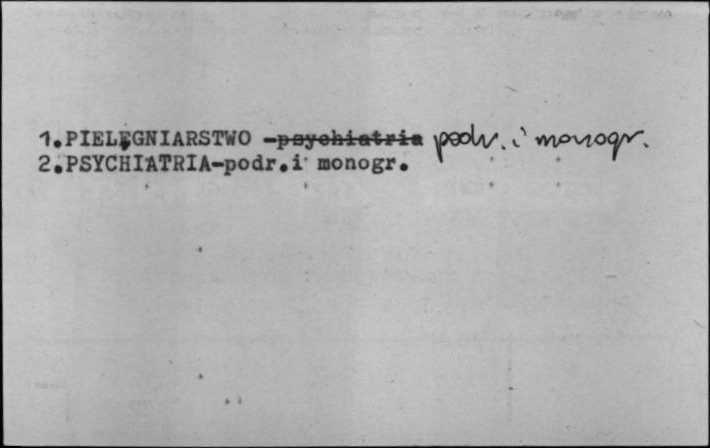 1.PIELĘGNIARSTWO -psychiatria podr. i monogr.
2.PSYCHIATRIA-podr.i monogr.